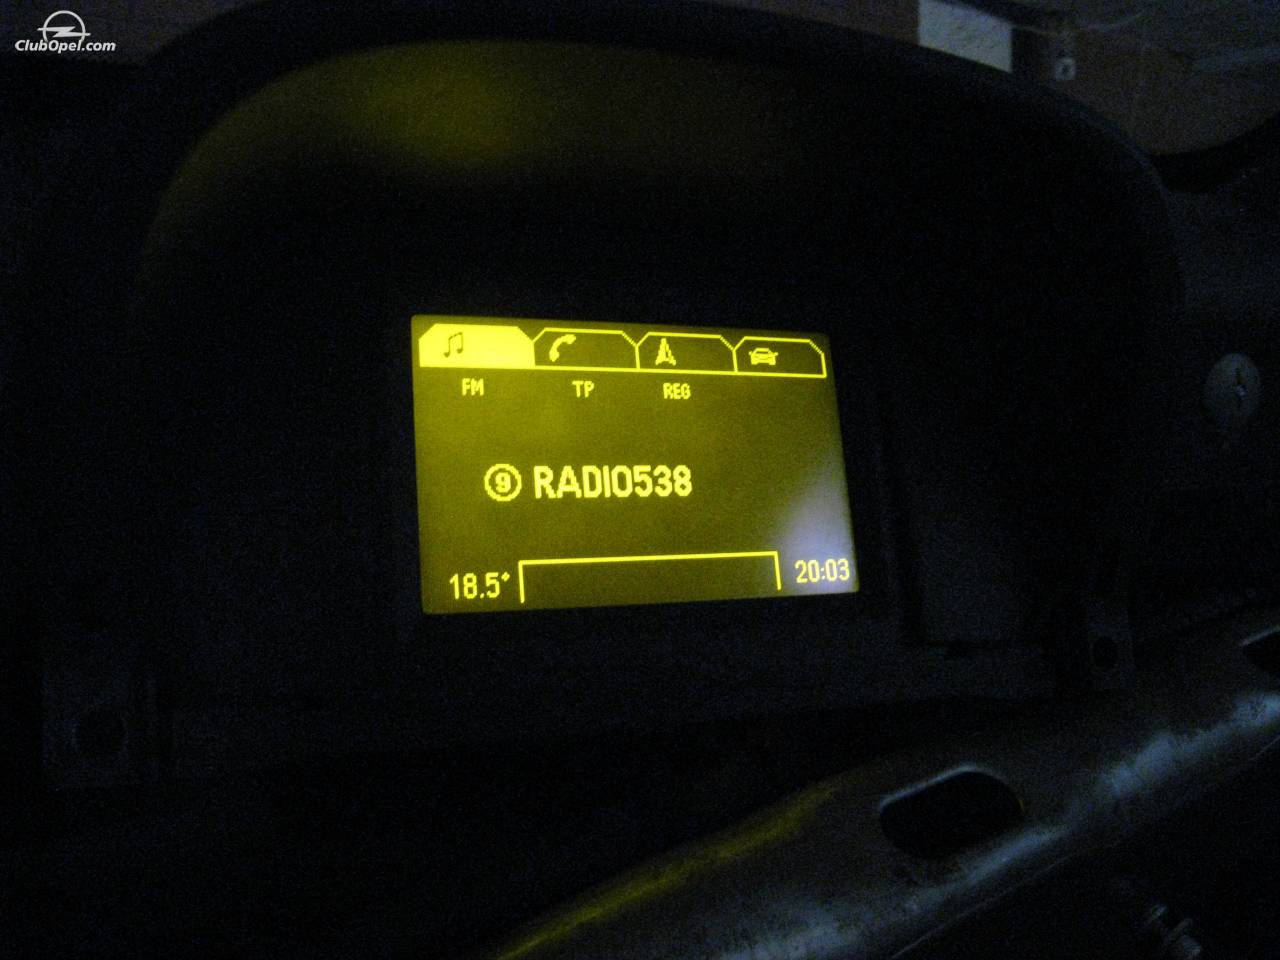 ClubOpel.com
FM TP REG
9 RADIO538
18.5° 20:03